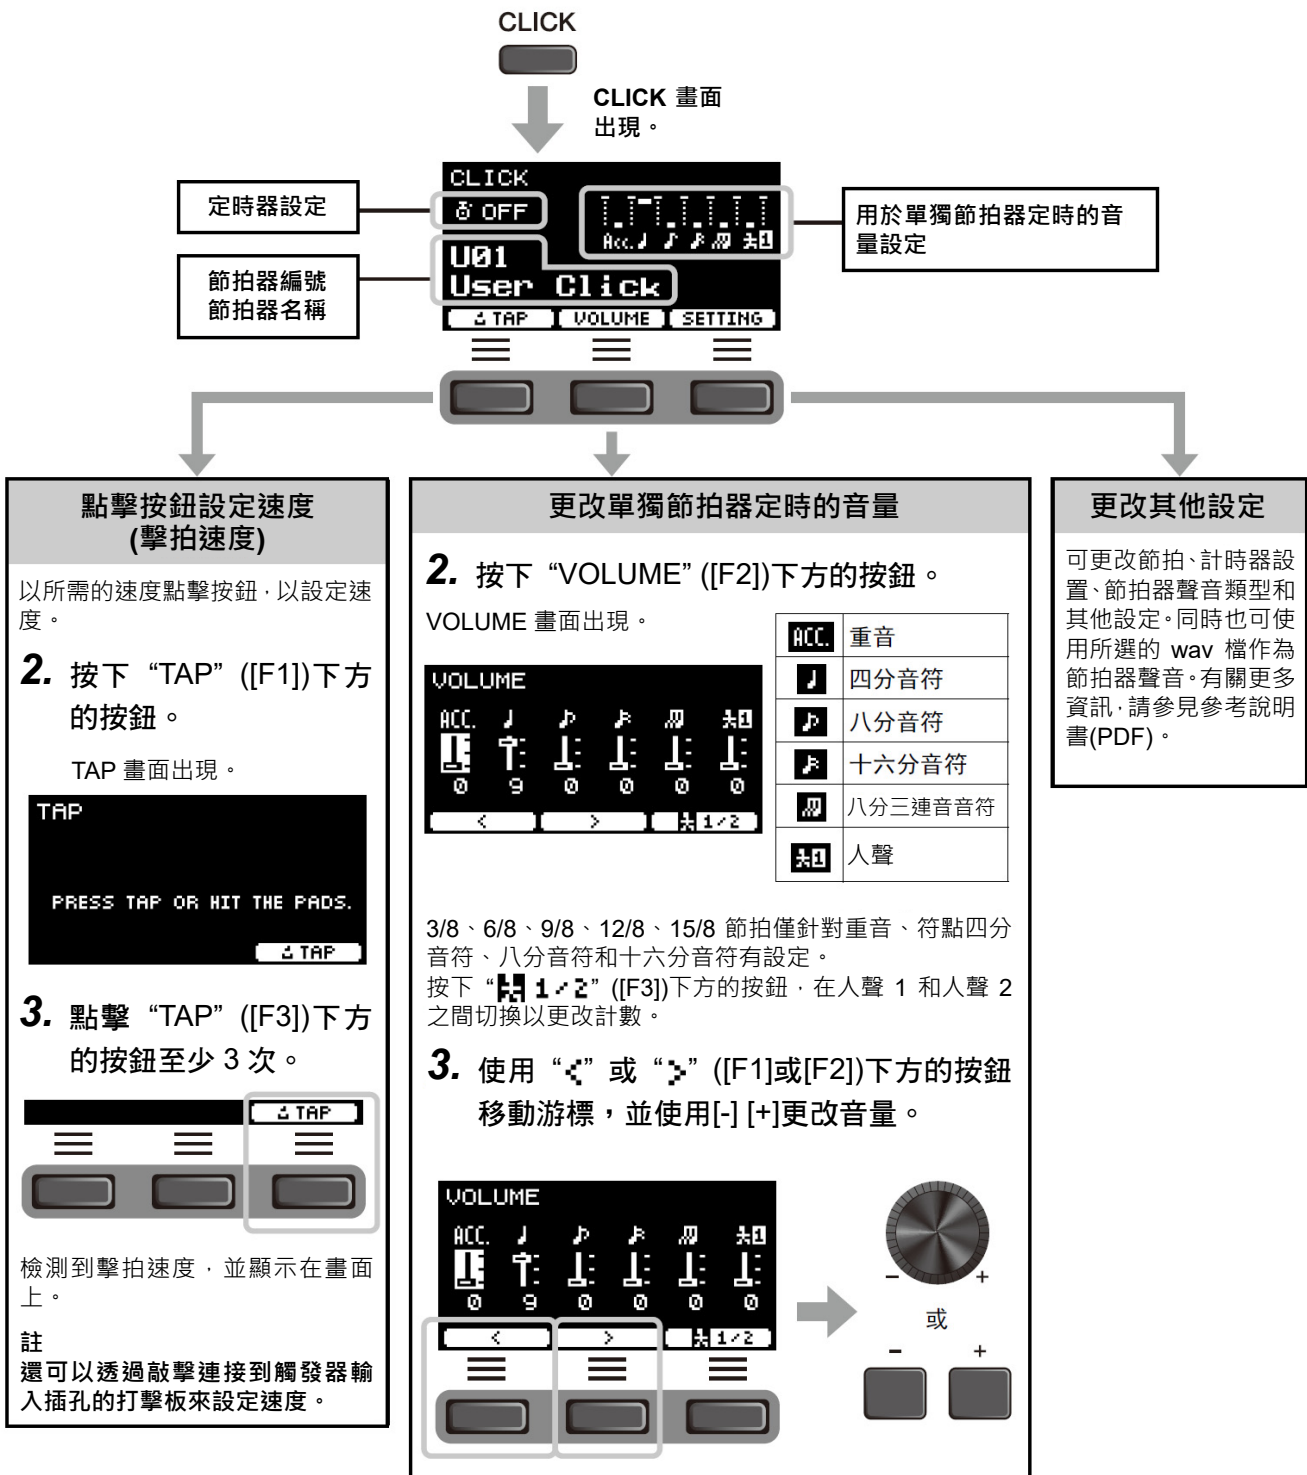 CLICK
CLICK 畫面
出現。
CLICK
OFF
Acc.
1
U01
User Click
TAP
VOLUME
SETTING
定時器設定
節拍器編號
節拍器名稱
用於單獨節拍器定時的音
量設定
點擊按鈕設定速度
(擊拍速度)
以所需的速度點擊按鈕，以設定速
度。
2. 按下 “TAP” ([F1])下方
的按鈕。
TAP 畫面出現。
TAP
PRESS TAP OR HIT THE PADS.
TAP
3. 點擊 “TAP” ([F3])下方
的按鈕至少 3 次。
TAP
檢測到擊拍速度，並顯示在畫面
上。
註
還可以透過敲擊連接到觸發器輸
入插孔的打擊板來設定速度。
更改單獨節拍器定時的音量
2. 按下 “VOLUME” ([F2])下方的按鈕。
VOLUME 畫面出現。
VOLUME
ACC. 1
0 9 0 0 0 0
< > 1/2
ACC. 重音
四分音符
八分音符
十六分音符
八分三連音音符
1 人聲
3/8、6/8、9/8、12/8、15/8 節拍僅針對重音、符點四分
音符、八分音符和十六分音符有設定。
按下 “ 1/2” ([F3])下方的按鈕，在人聲 1 和人聲 2
之間切換以更改計數。
3. 使用 “<” 或 “>” ([F1]或[F2])下方的按鈕
移動游標，並使用[-] [+]更改音量。
VOLUME
ACC. 1
0 9 0 0 0 0
< > 1/2
- +
或
- +
更改其他設定
可更改節拍、計時器設
置、節拍器聲音類型和
其他設定。同時也可使
用所選的 wav 檔作為
節拍器聲音。有關更多
資訊，請參見參考說明
書(PDF)。